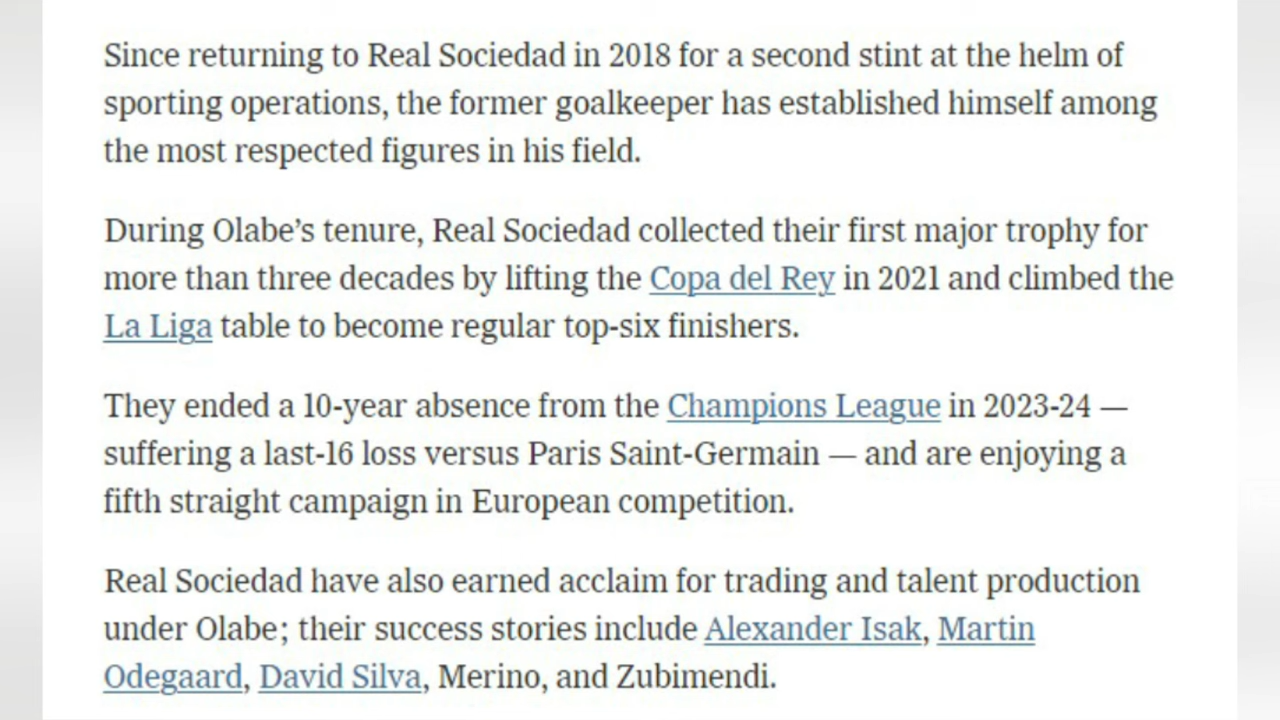 Since returning to Real Sociedad in 2018 for a second stint at the helm of
sporting operations, the former goalkeeper has established himself among
the most respected figures in his field.
During Olabe’s tenure, Real Sociedad collected their first major trophy for
more than three decades by lifting the Copa del Rey in 2021 and climbed the
La Liga table to become regular top-six finishers.
They ended a 10-year absence from the Champions League in 2023-24 —
suffering a last-16 loss versus Paris Saint-Germain — and are enjoying a
fifth straight campaign in European competition.
Real Sociedad have also earned acclaim for trading and talent production
under Olabe; their success stories include Alexander Isak, Martin
Odegaard, David Silva, Merino, and Zubimendi.